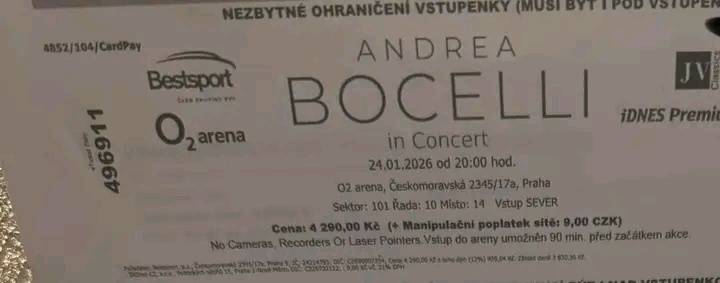 NEZBYTNÉ OHRANIČENÍ VSTUPENKY (MUSÍ BÝT I POD VSTUPEN
4852/104/CardPay
Bestsport
O2 arena
496911
ANDREA
BOCELLI
in Concert
JV
Classics
iDNES Premiu
24.01.2026 od 20:00 hod.
O2 arena, Českomoravská 2345/17a, Praha
Sektor: 101 Řada: 10 Místo: 14 Vstup SEVER
Cena: 4 290,00 Kč (+ Manipulační poplatek sítě: 9,00 CZK)
No Cameras, Recorders Or Laser Pointers.Vstup do areny umožněn 90 min. před začátkem akce.